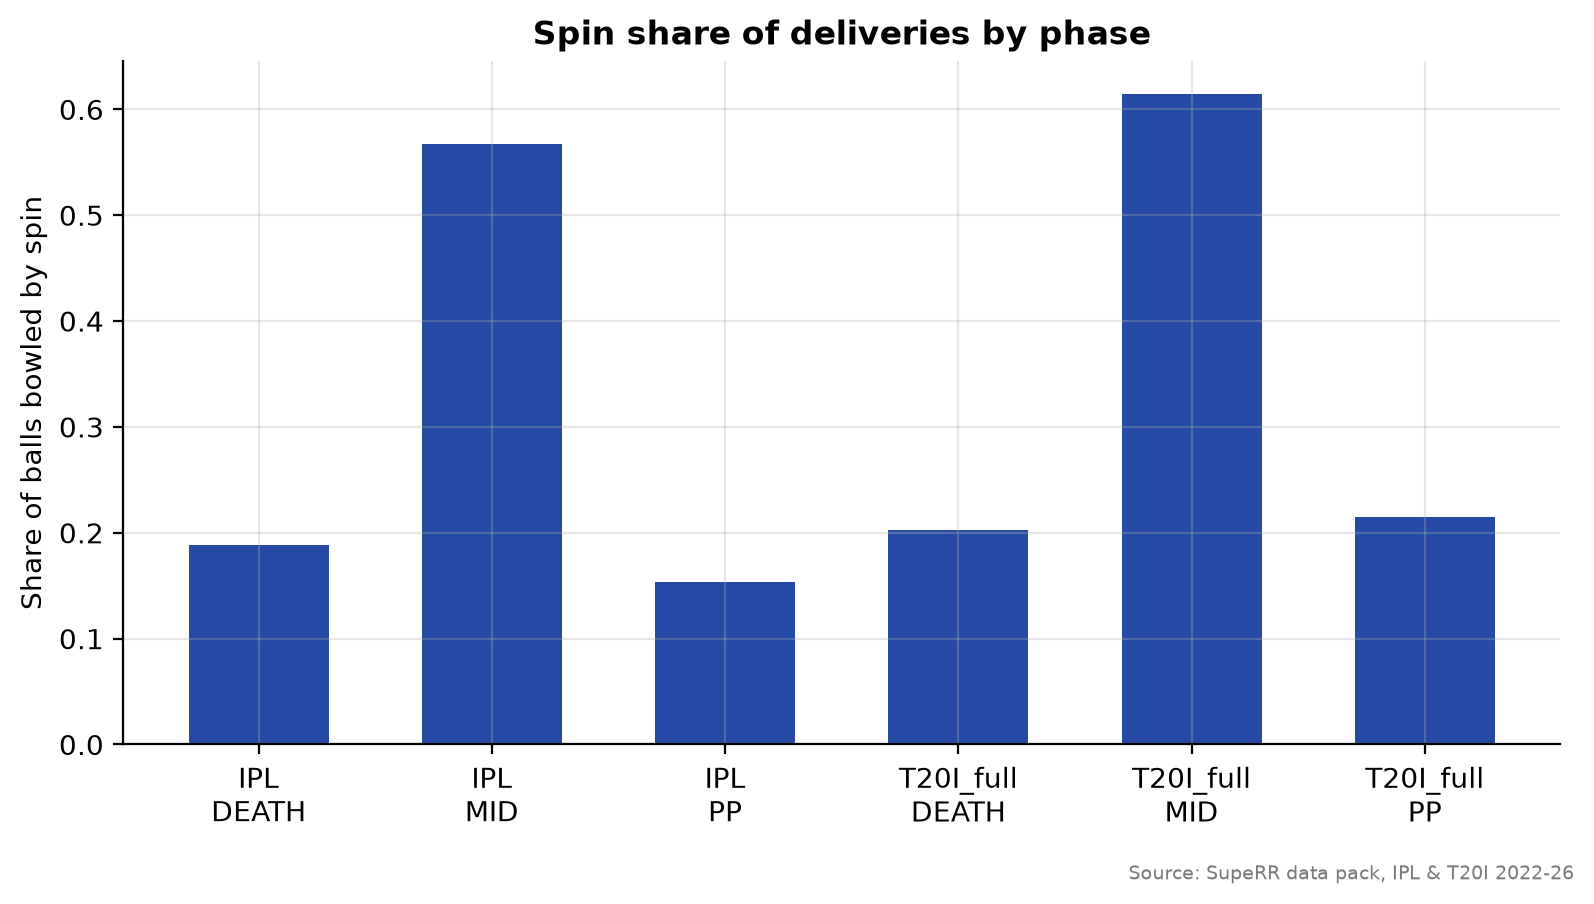 Spin share of deliveries by phase
Share of balls bowled by spin
0.6
0.5
0.4
0.3
0.2
0.1
0.0
IPL
DEATH
IPL
MID
IPL
PP
T20I_full
DEATH
T20I_full
MID
T20I_full
PP
Source: SupeRR data pack, IPL & T20I 2022-26